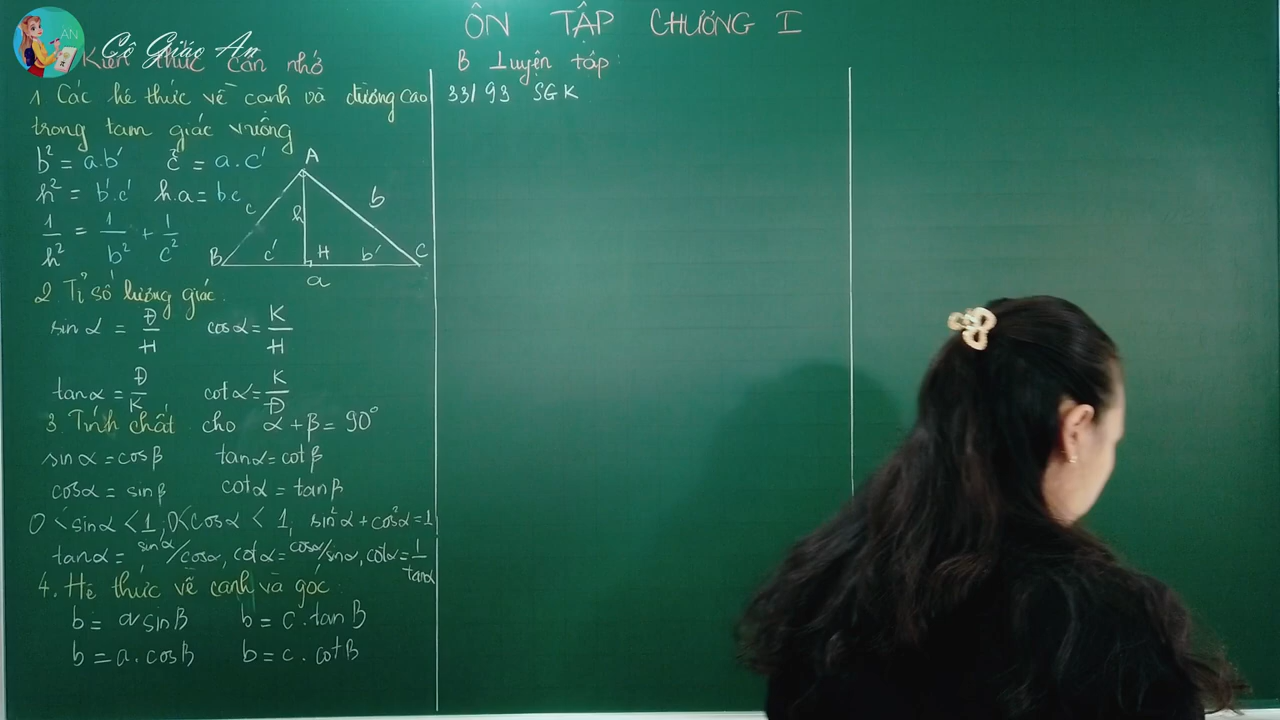 ÔN TẬP CHƯƠNG I
Cô Giáo An
AN
Kiến thức cần nhớ
1 Các hệ thức về cạnh và đường cao
trong tam giác vuông
b² = a.b' c² = a.c'
h² = b'.c' h.a = b.c
1/h² = 1/b² + 1/c²
A
c h b
B c' H b' C
a
2. Tỉ số lượng giác.
sin α = Đ/H cos α = K/H
tan α = Đ/K cot α = K/Đ
3. Tính chất cho α + β = 90°
sin α = cos β tan α = cot β
cos α = sin β cot α = tan β
0 < sin α < 1, 0 < cos α < 1, sin² α + cos² α = 1
tan α = sin α/cos α, cot α = cos α/sin α, cot α = 1/tan α
4. Hệ thức về cạnh và góc:
b = a sin B b = c.tan B
b = a.cos B b = c.cot B
B Luyện tập:
33/93 SGK